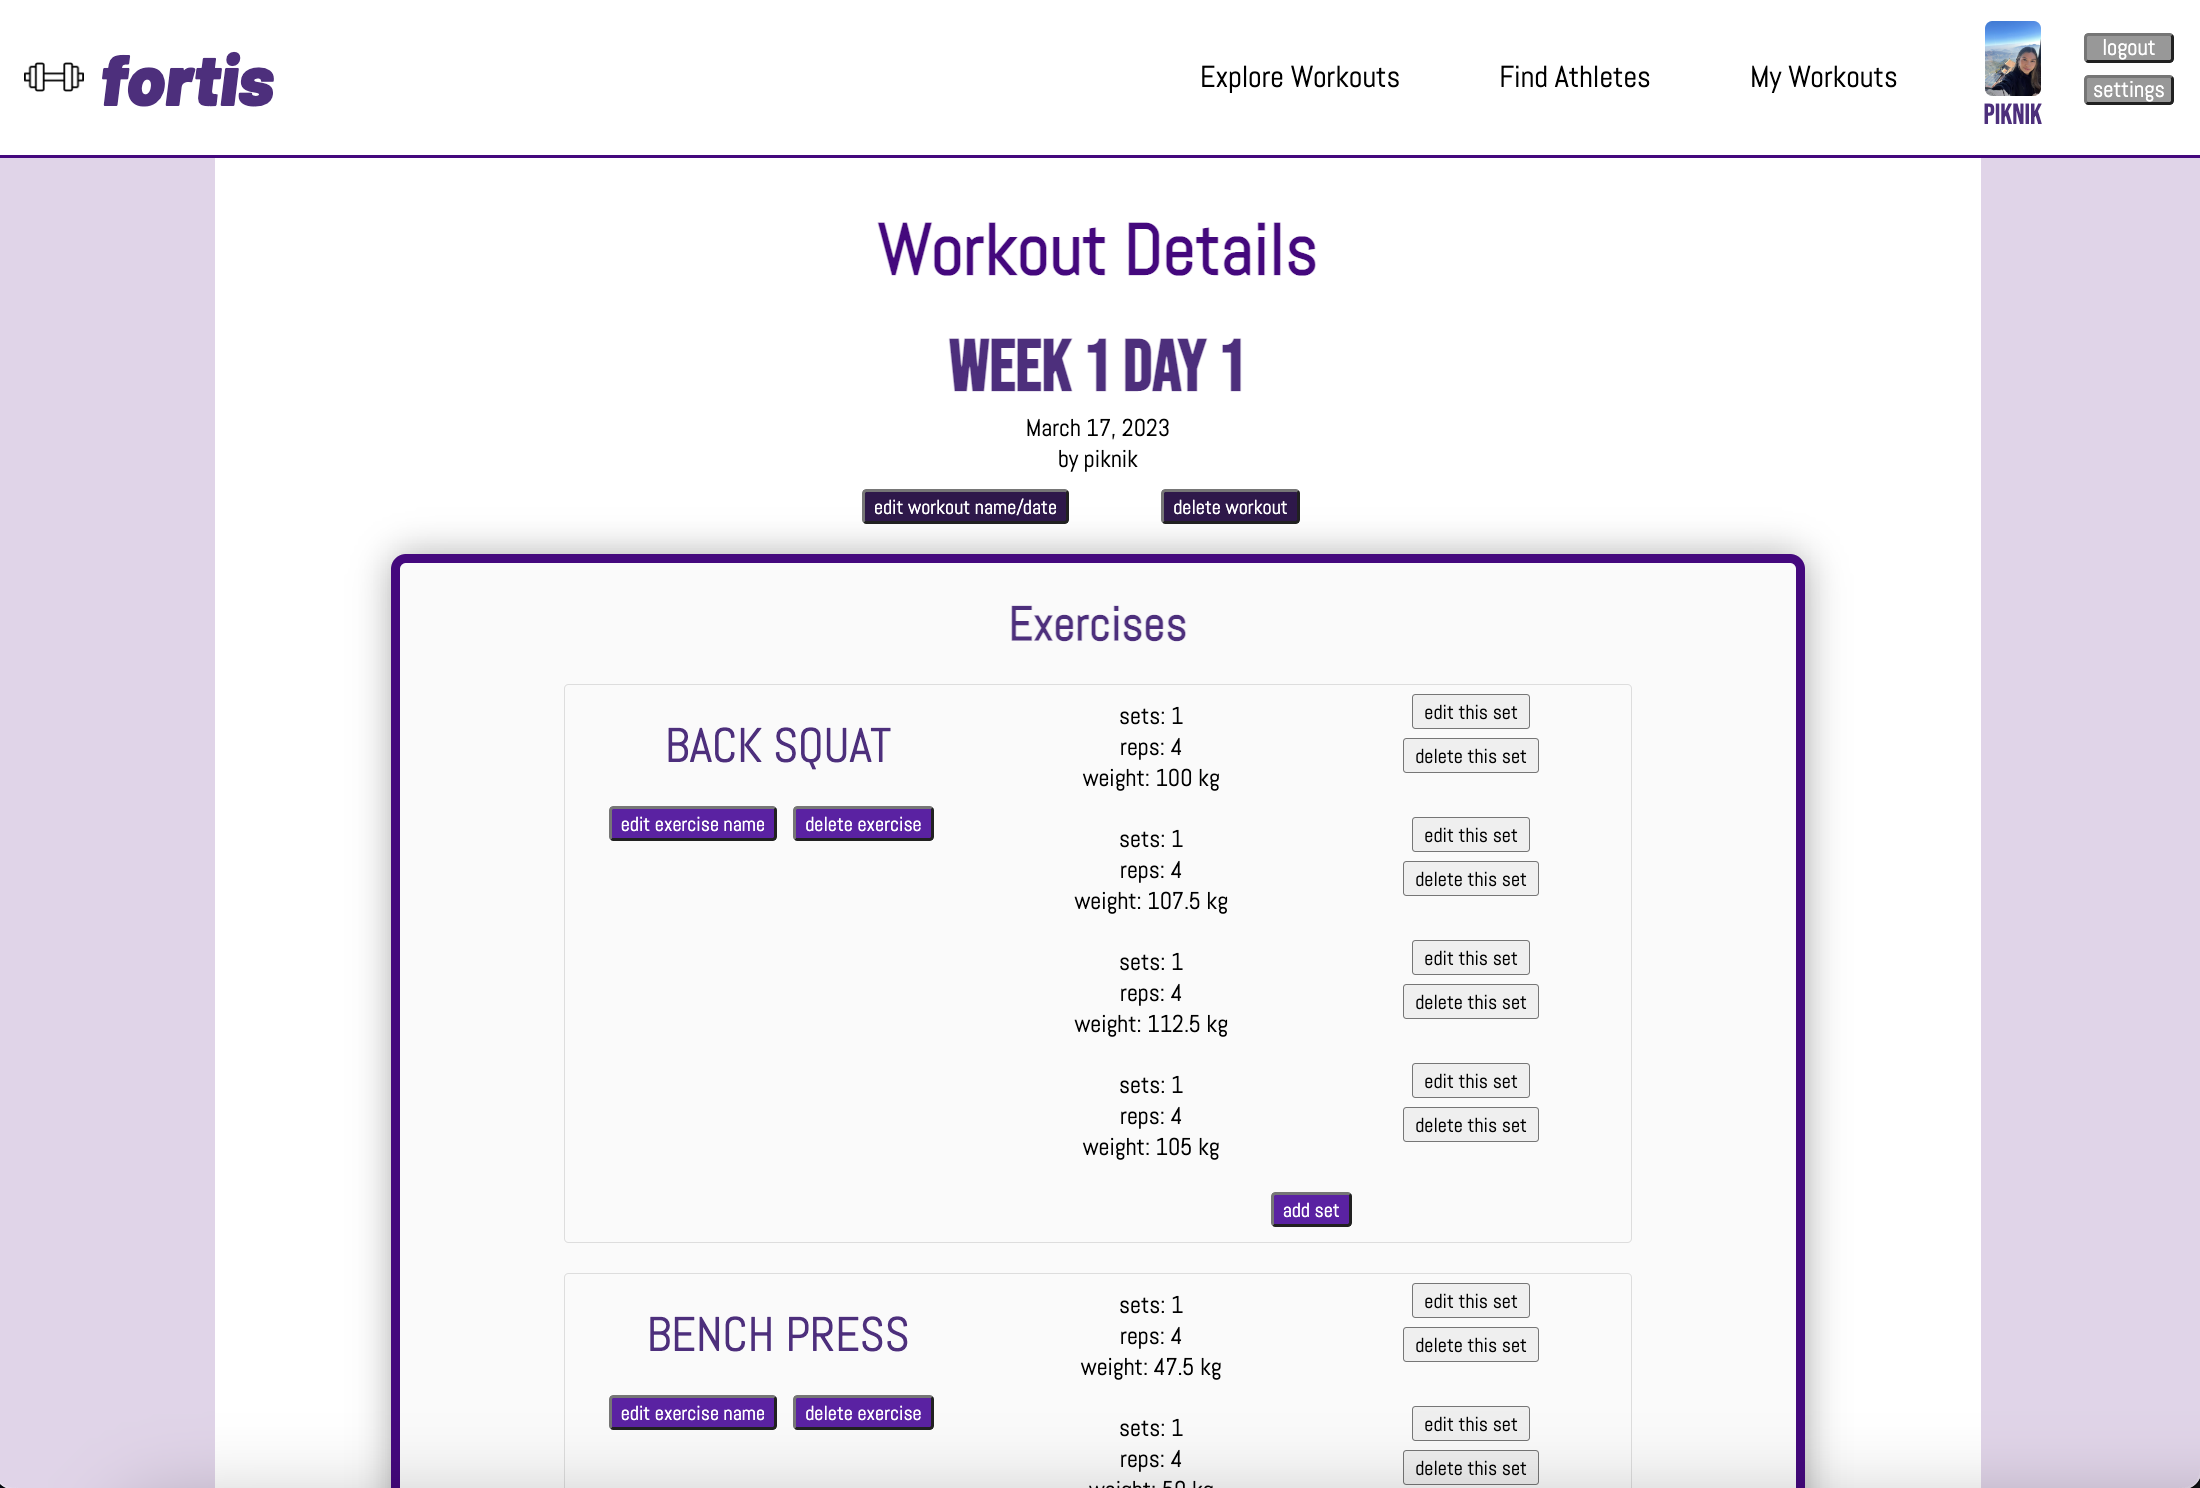 fortis
Explore Workouts
Find Athletes
My Workouts
PIKNIK
logout
settings
Workout Details
WEEK 1 DAY 1
March 17, 2023
by piknik
edit workout name/date
delete workout
Exercises
BACK SQUAT
edit exercise name
delete exercise
sets: 1
reps: 4
weight: 100 kg
edit this set
delete this set
sets: 1
reps: 4
weight: 107.5 kg
edit this set
delete this set
sets: 1
reps: 4
weight: 112.5 kg
edit this set
delete this set
sets: 1
reps: 4
weight: 105 kg
edit this set
delete this set
add set
BENCH PRESS
edit exercise name
delete exercise
sets: 1
reps: 4
weight: 47.5 kg
edit this set
delete this set
sets: 1
reps: 4
weight: 50 kg
edit this set
delete this set